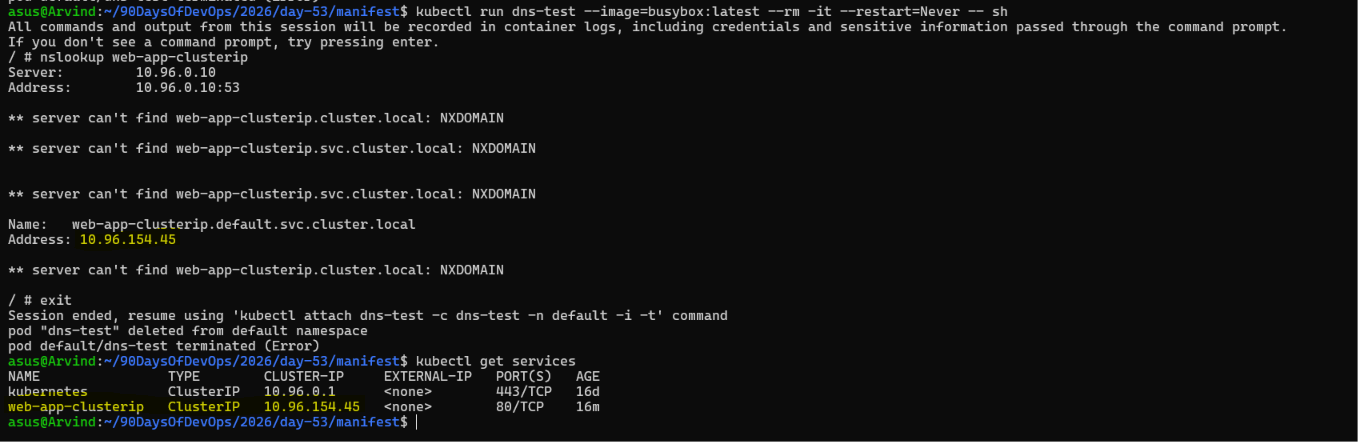 asus@Arvind:~/90DaysOfDevOps/2026/day-53/manifest$ kubectl run dns-test --image=busybox:latest --rm -it --restart=Never -- sh
All commands and output from this session will be recorded in container logs, including credentials and sensitive information passed through the command prompt.
If you don't see a command prompt, try pressing enter.
/ # nslookup web-app-clusterip
Server:         10.96.0.10
Address:        10.96.0.10:53
** server can't find web-app-clusterip.cluster.local: NXDOMAIN
** server can't find web-app-clusterip.svc.cluster.local: NXDOMAIN
** server can't find web-app-clusterip.svc.cluster.local: NXDOMAIN
Name:   web-app-clusterip.default.svc.cluster.local
Address: 10.96.154.45
** server can't find web-app-clusterip.cluster.local: NXDOMAIN
/ # exit
Session ended, resume using 'kubectl attach dns-test -c dns-test -n default -i -t' command
pod "dns-test" deleted from default namespace
pod default/dns-test terminated (Error)
asus@Arvind:~/90DaysOfDevOps/2026/day-53/manifest$ kubectl get services
NAME                TYPE        CLUSTER-IP     EXTERNAL-IP   PORT(S)   AGE
kubernetes          ClusterIP   10.96.0.1      <none>        443/TCP   16d
web-app-clusterip   ClusterIP   10.96.154.45   <none>        80/TCP    16m
asus@Arvind:~/90DaysOfDevOps/2026/day-53/manifest$